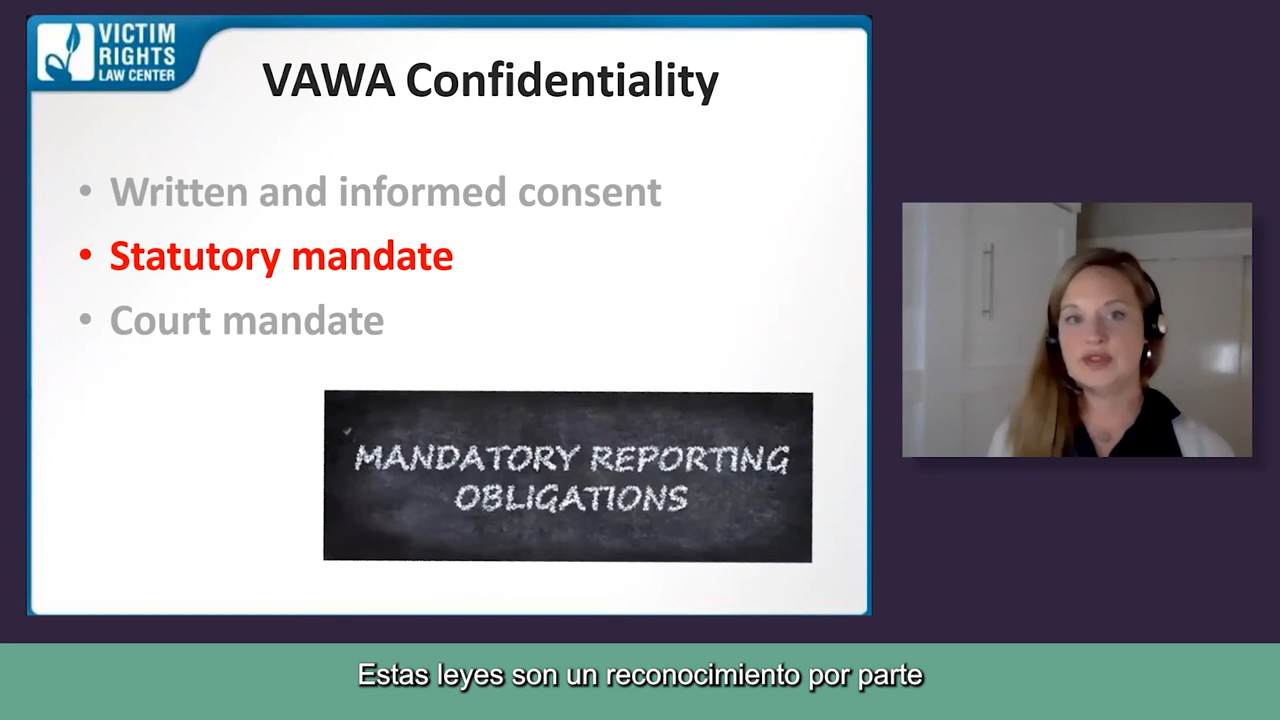 VICTIM
RIGHTS
LAW CENTER
VAWA Confidentiality
• Written and informed consent
• Statutory mandate
• Court mandate
MANDATORY REPORTING
OBLIGATIONS
Estas leyes son un reconocimiento por parte